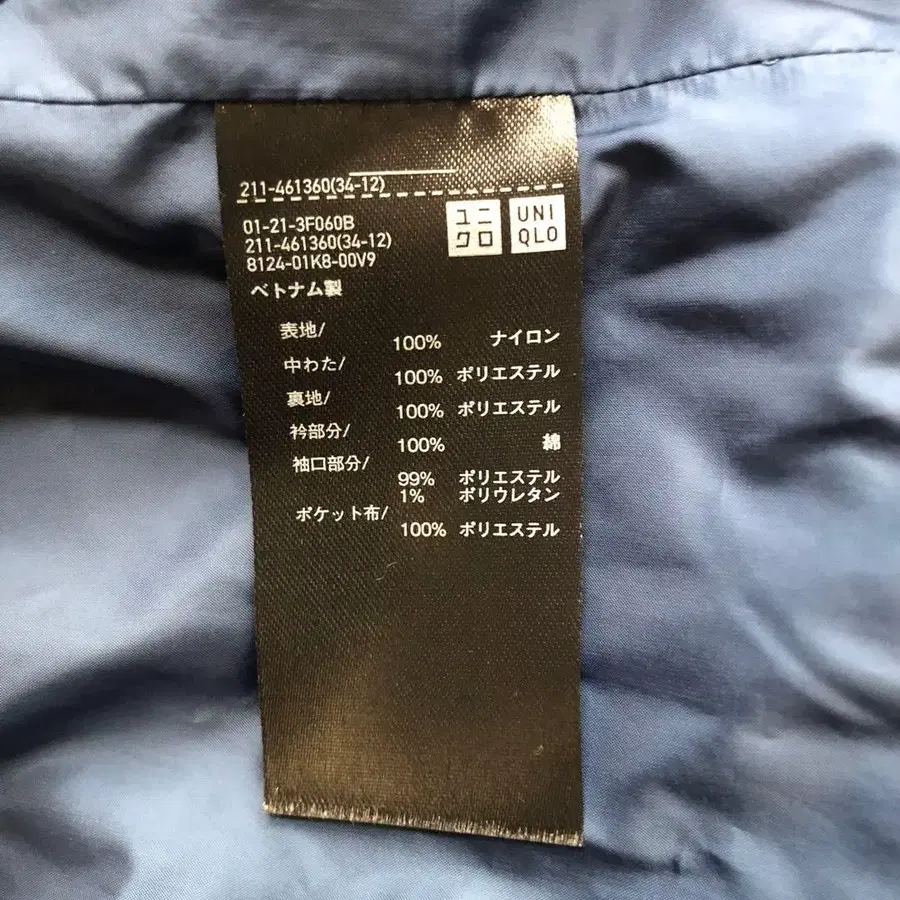 211-461360(34-12)
ユニ
クロ
UNI
QLO
01-21-3F060B
211-461360(34-12)
8124-01K8-00V9
ベトナム製
表地/
100% ナイロン
中わた/
100% ポリエステル
裏地/
100% ポリエステル
衿部分/
100% 綿
袖口部分/
99% ポリエステル
1% ポリウレタン
ポケット布/
100% ポリエステル